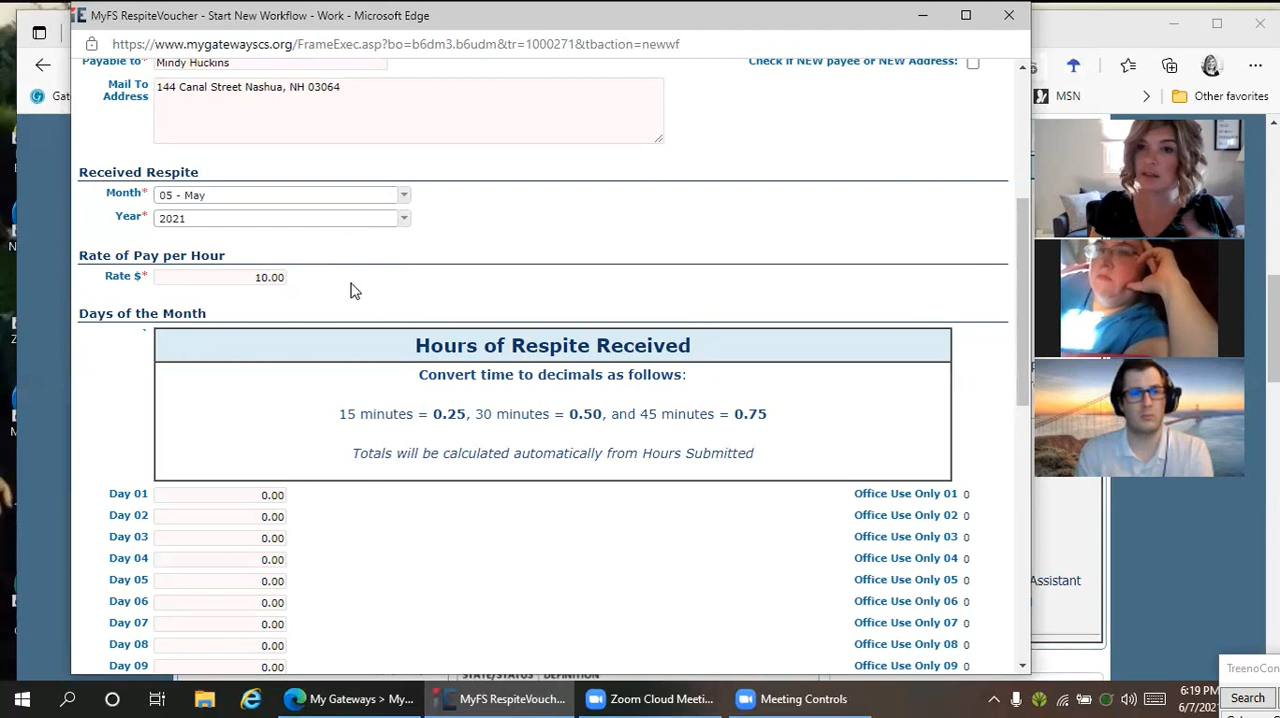 MyFS RespiteVoucher - Start New Workflow - Work - Microsoft Edge
https://www.mygatewayscs.org/FrameExec.asp?bo=b6dm3.b6udm&tr=1000271&tbaction=newwf
Payable to* Mindy Huckins Check if NEW payee or NEW Address:
Mail To Address 144 Canal Street Nashua, NH 03064
MSN
Other favorites
Received Respite
Month* 05 - May
Year* 2021
Rate of Pay per Hour
Rate $* 10.00
Days of the Month
Hours of Respite Received
Convert time to decimals as follows:
15 minutes = 0.25, 30 minutes = 0.50, and 45 minutes = 0.75
Totals will be calculated automatically from Hours Submitted
Day 01 0.00 Office Use Only 01 0
Day 02 0.00 Office Use Only 02 0
Day 03 0.00 Office Use Only 03 0
Day 04 0.00 Office Use Only 04 0
Day 05 0.00 Office Use Only 05 0
Day 06 0.00 Office Use Only 06 0
Day 07 0.00 Office Use Only 07 0
Day 08 0.00 Office Use Only 08 0
Day 09 0.00 Office Use Only 09 0
Assistant
STATE/STATUS DEFINITION
TreenoCon
Search
My Gateways > My...
MyFS RespiteVouch...
Zoom Cloud Meeti...
Meeting Controls
6:19 PM
6/7/202